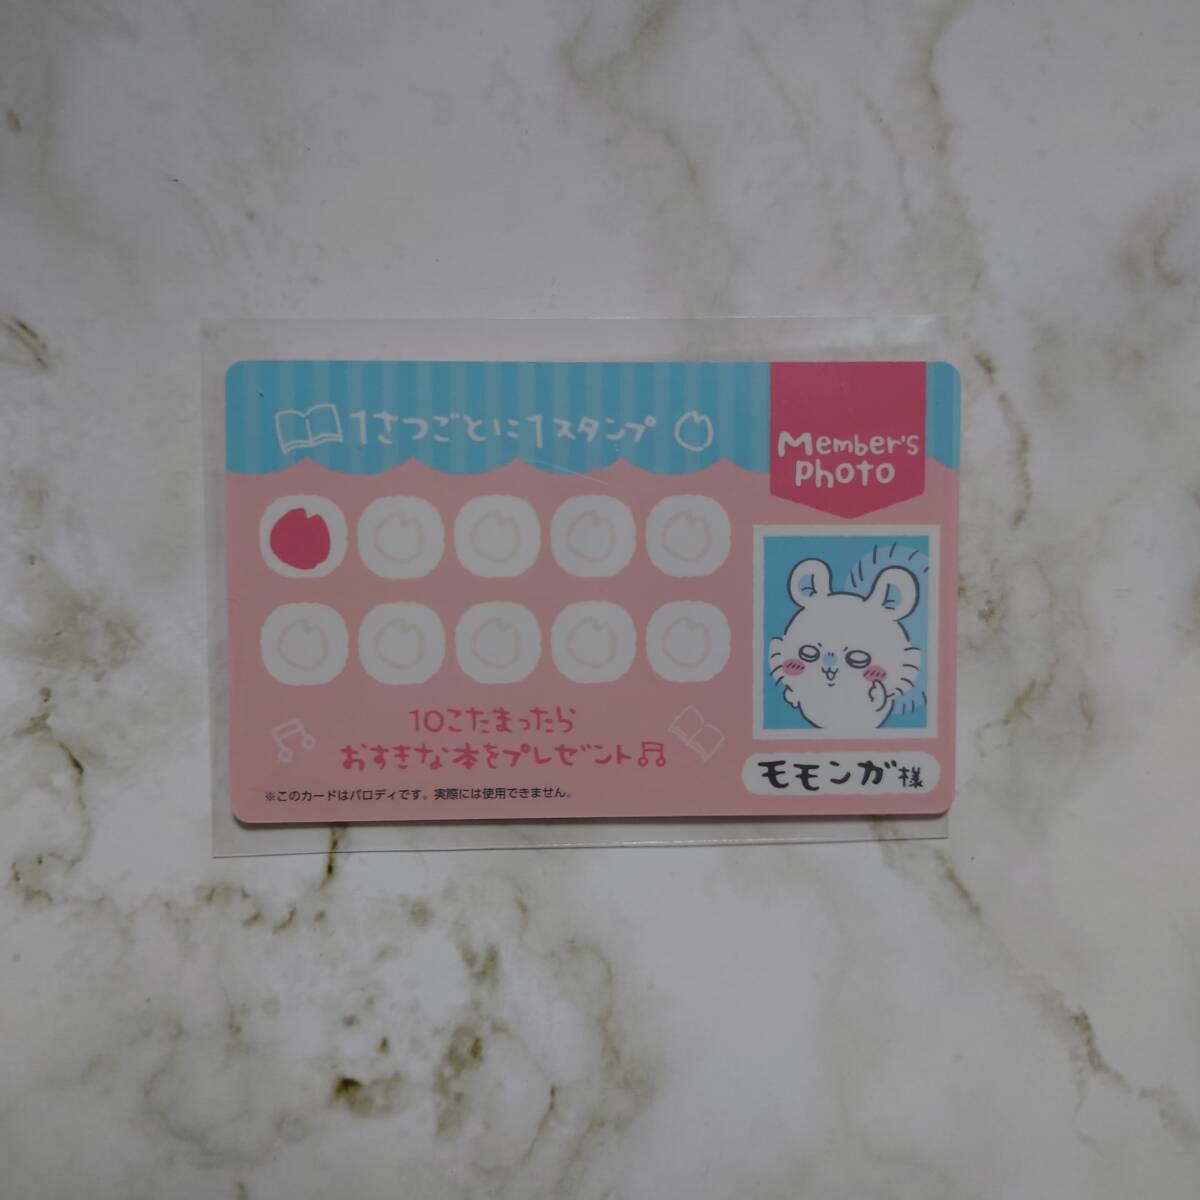 1さつごとに1スタンプ
Member's
Photo
10こたまったら
おすきな本をプレゼント
※このカードはパロディです。実際には使用できません。
モモンガ様